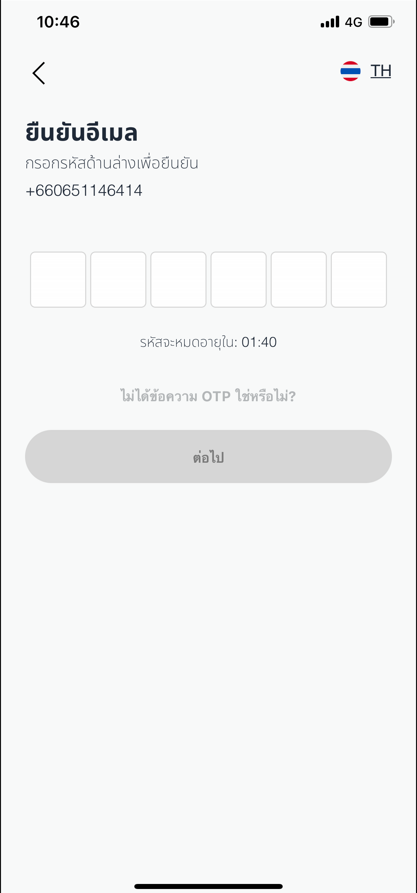 10:46 4G
TH
ยืนยันอีเมล
กรอกรหัสด้านล่างเพื่อยืนยัน
+660651146414
รหัสจะหมดอายุใน: 01:40
ไม่ได้ข้อความ OTP ใช่หรือไม่?
ต่อไป